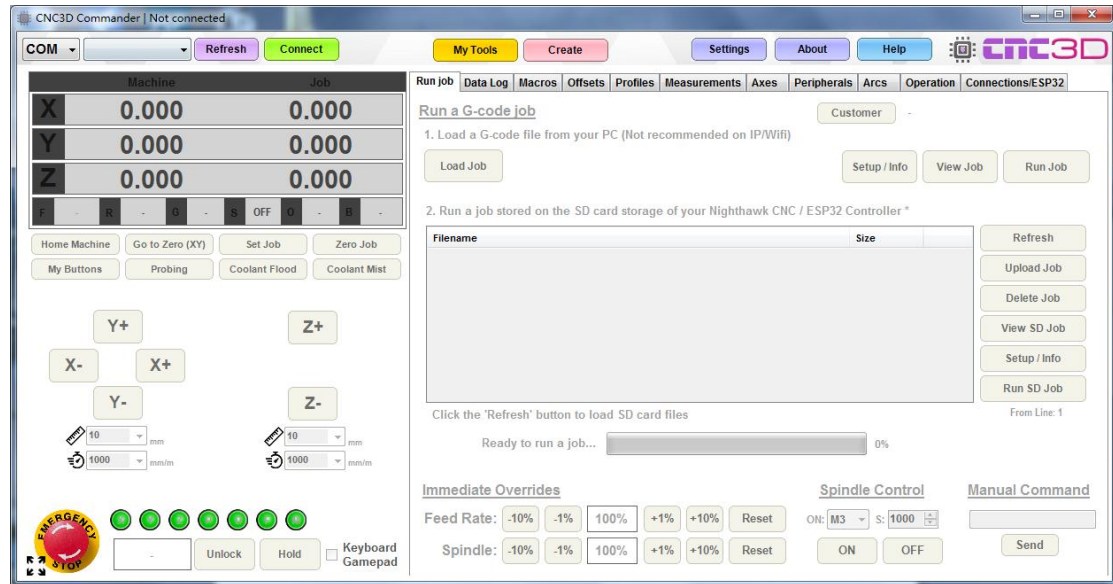 CNC3D Commander | Not connected
COM Refresh Connect My Tools Create Settings About Help CNC3D
Machine Job
Run job Data Log Macros Offsets Profiles Measurements Axes Peripherals Arcs Operation Connections/ESP32
X 0.000 0.000
Y 0.000 0.000
Z 0.000 0.000
F - R - G - S OFF O - B -
Home Machine Go to Zero (XY) Set Job Zero Job
My Buttons Probing Coolant Flood Coolant Mist
Y+ Z+
X- X+
Y- Z-
10 mm 10 mm
1000 mm/m 1000 mm/m
EMERGENCY
STOP
- Unlock Hold Keyboard
Gamepad
Run a G-code job Customer -
1. Load a G-code file from your PC (Not recommended on IP/Wifi)
Load Job Setup / Info View Job Run Job
2. Run a job stored on the SD card storage of your Nighthawk CNC / ESP32 Controller *
Filename Size Refresh
Upload Job
Delete Job
View SD Job
Setup / Info
Run SD Job
Click the 'Refresh' button to load SD card files From Line: 1
Ready to run a job... 0%
Immediate Overrides Spindle Control Manual Command
Feed Rate: -10% -1% 100% +1% +10% Reset ON: M3 S: 1000
Spindle: -10% -1% 100% +1% +10% Reset ON OFF Send